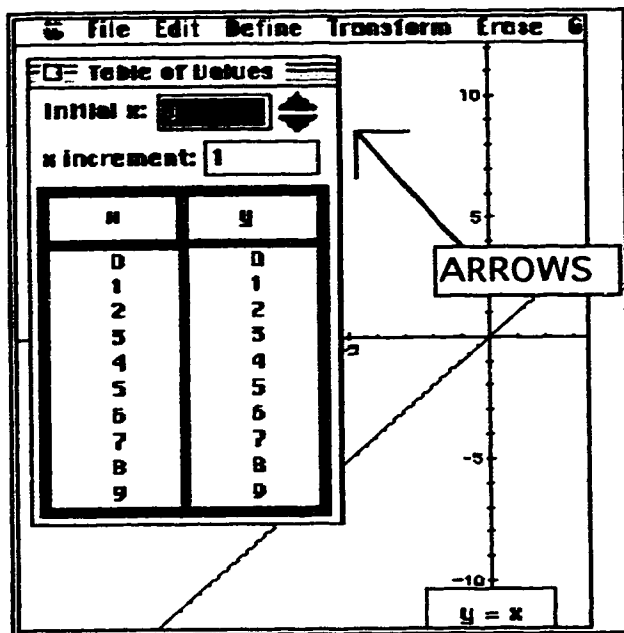 File Edit Define Transform Erase G
Table of Values
Initial x:
x increment: 1
x y
0 0
1 1
2 2
3 3
4 4
5 5
6 6
7 7
8 8
9 9
10
5
ARROWS
-5
-10
y = x